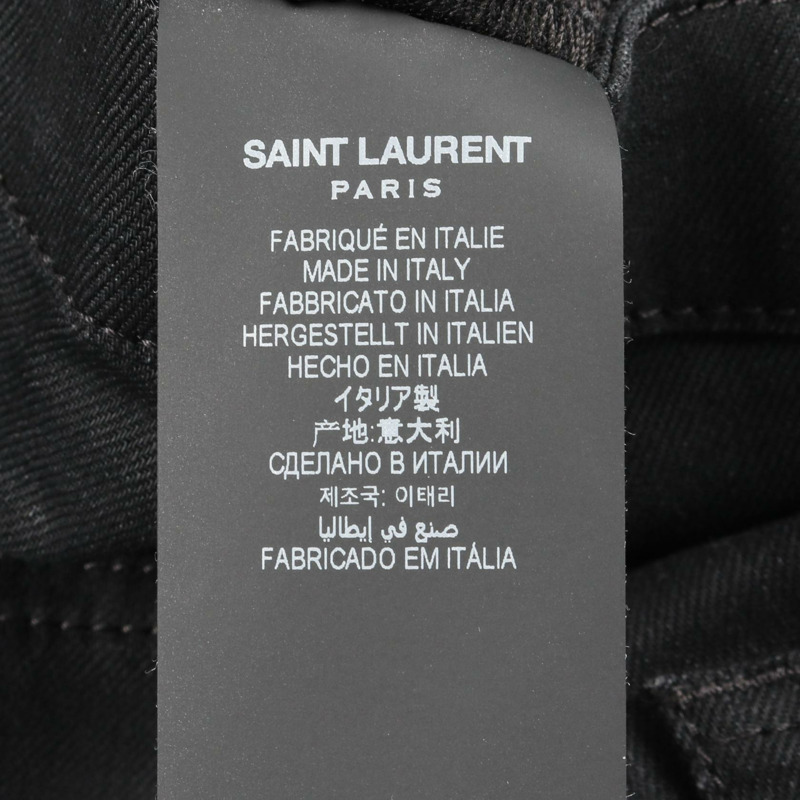 SAINT LAURENT
PARIS
FABRIQUÉ EN ITALIE
MADE IN ITALY
FABBRICATO IN ITALIA
HERGESTELLT IN ITALIEN
HECHO EN ITALIA
イタリア製
产地:意大利
СДЕЛАНО В ИТАЛИИ
제조국: 이태리
صنع في إيطاليا
FABRICADO EM ITÁLIA